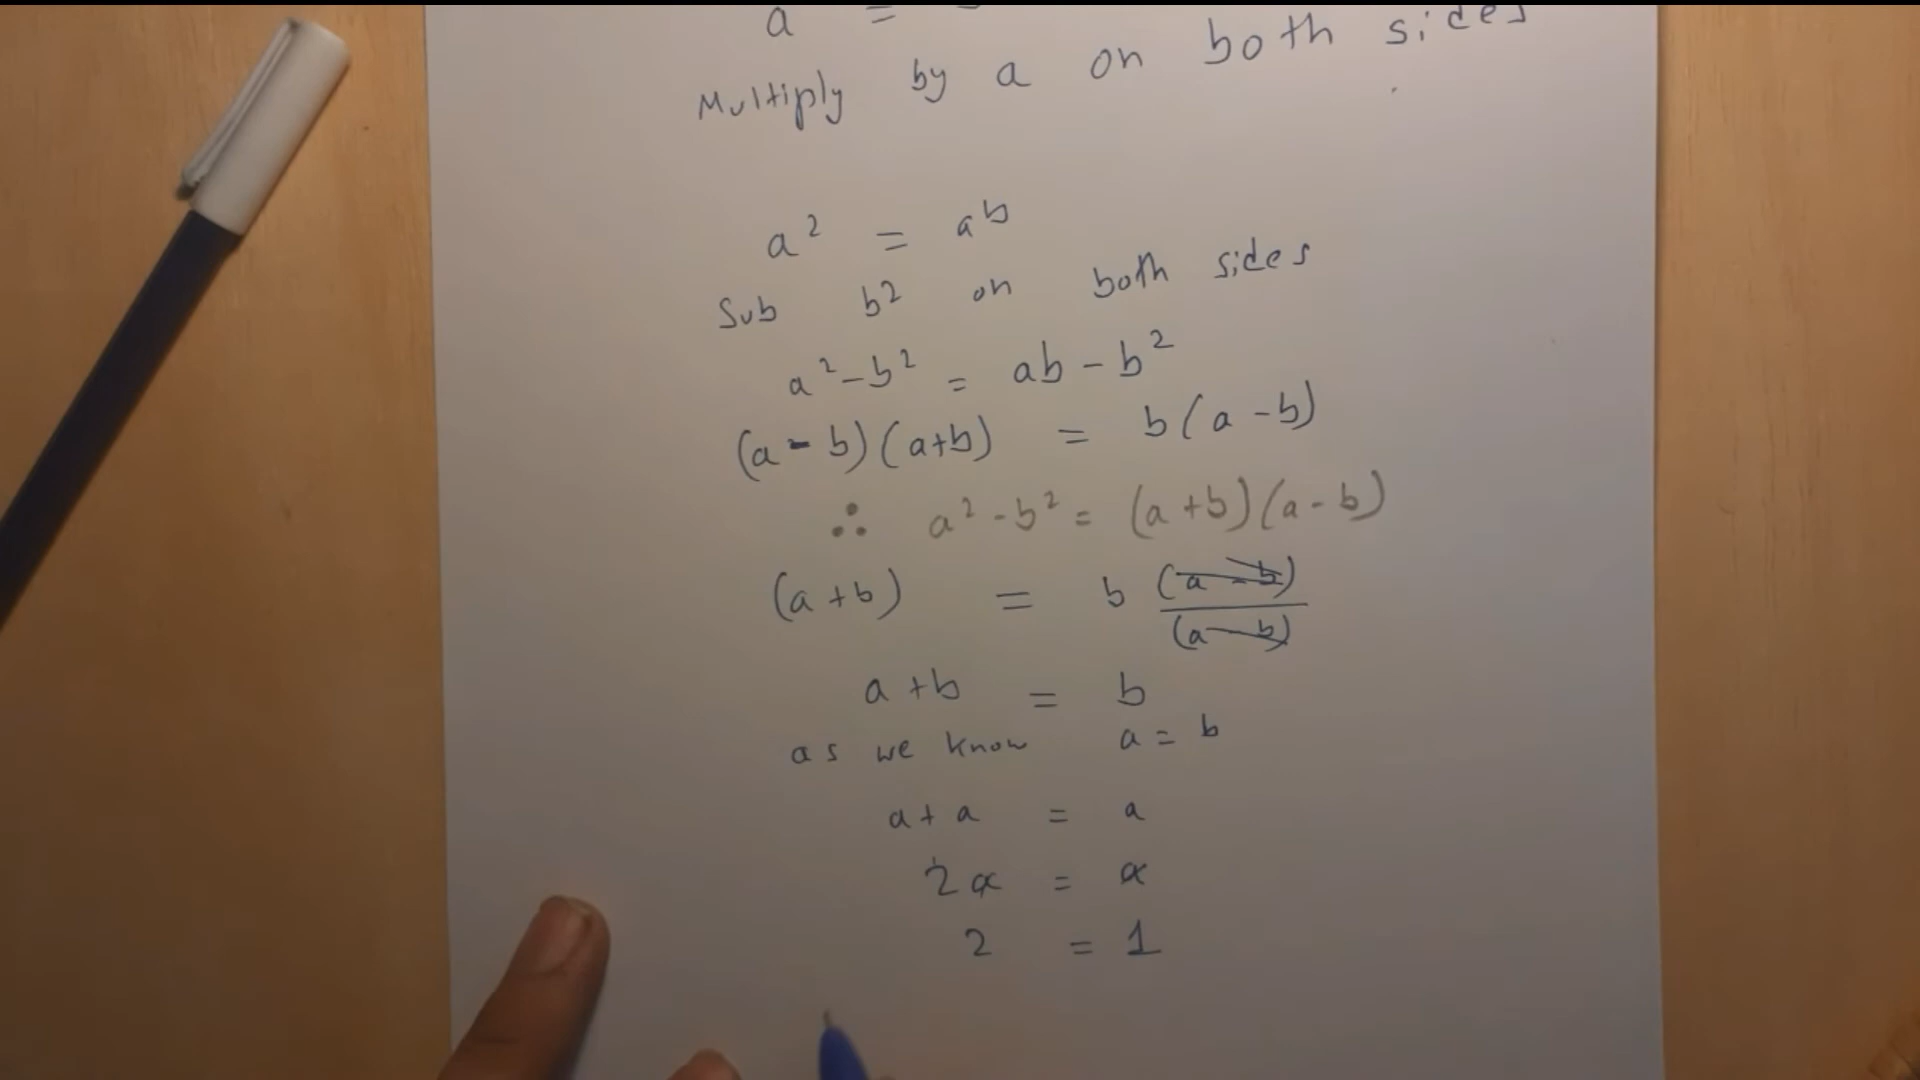 a =
Multiply by a on both sides
a² = ab
Sub b² on both sides
a² - b² = ab - b²
(a - b)(a+b) = b(a - b)
∴ a² - b² = (a + b)(a - b)
(a + b) = b (a - b)/(a - b)
a + b = b
as we know a = b
a + a = a
2a = a
2 = 1